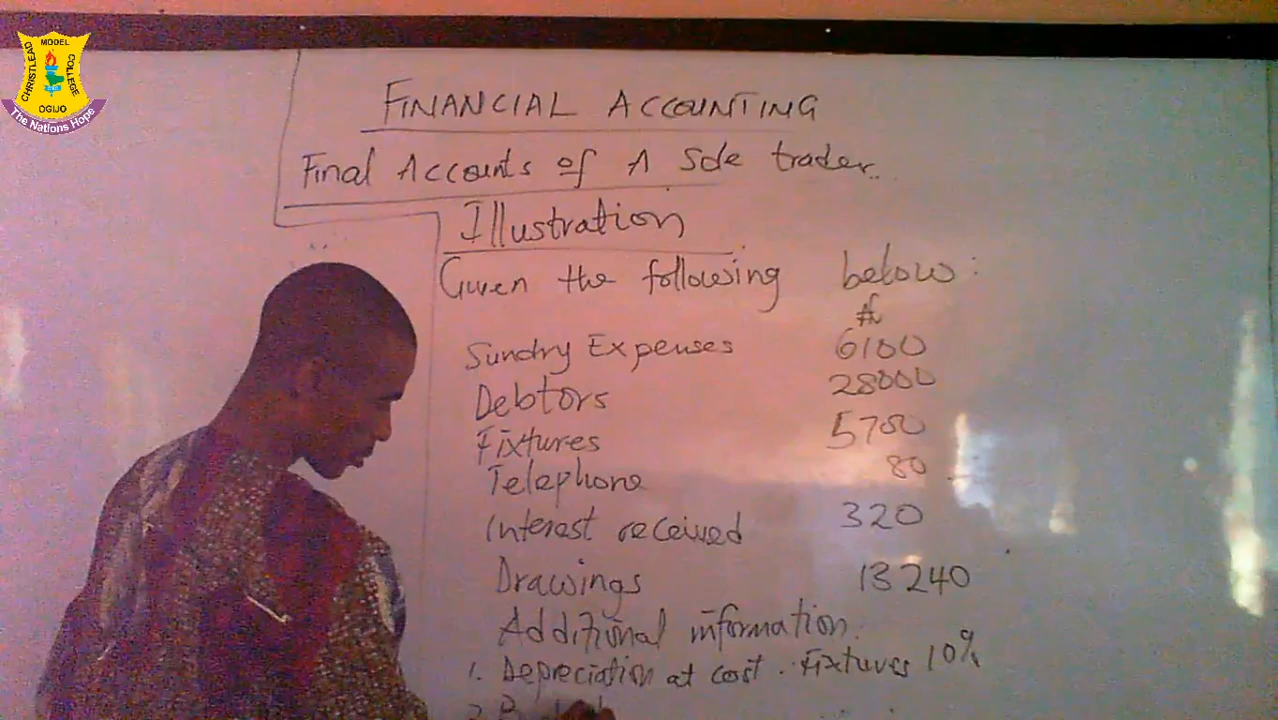 MODEL
CHRISTLEAD
COLLEGE
OGIJO
The Nations Hope
FINANCIAL ACCOUNTING
Final Accounts of A Sole trader.
Illustration
Given the following below:
₦
Sundry Expenses 6100
Debtors 28000
Fixtures 5700
Telephone 80
Interest received 320
Drawings 13240
Additional information.
1. Depreciation at cost. Fixtures 10%
2.